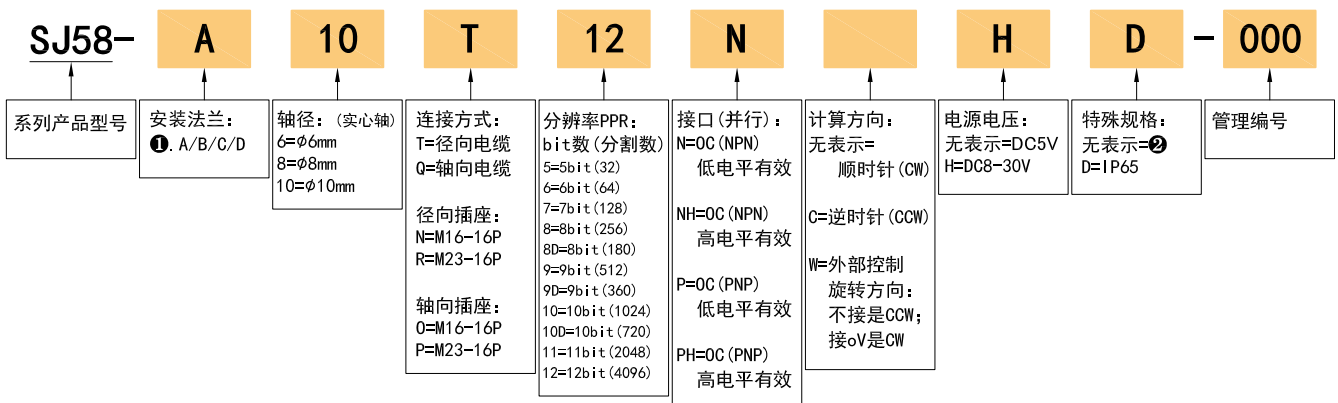 SJ58- A 10 T 12 N H D - 000
系列产品型号
安装法兰:
❶. A/B/C/D
轴径: (实心轴)
6=φ6mm
8=φ8mm
10=φ10mm
连接方式:
T=径向电缆
Q=轴向电缆
径向插座:
N=M16-16P
R=M23-16P
轴向插座:
O=M16-16P
P=M23-16P
分辨率PPR:
bit数(分割数)
5=5bit(32)
6=6bit(64)
7=7bit(128)
8=8bit(256)
8D=8bit(180)
9=9bit(512)
9D=9bit(360)
10=10bit(1024)
10D=10bit(720)
11=11bit(2048)
12=12bit(4096)
接口(并行):
N=OC(NPN)
低电平有效
NH=OC(NPN)
高电平有效
P=OC(PNP)
低电平有效
PH=OC(PNP)
高电平有效
计算方向:
无表示=
顺时针(CW)
C=逆时针(CCW)
W=外部控制
旋转方向:
不接是CCW;
接oV是CW
电源电压:
无表示=DC5V
H=DC8-30V
特殊规格:
无表示=❷
D=IP65
管理编号